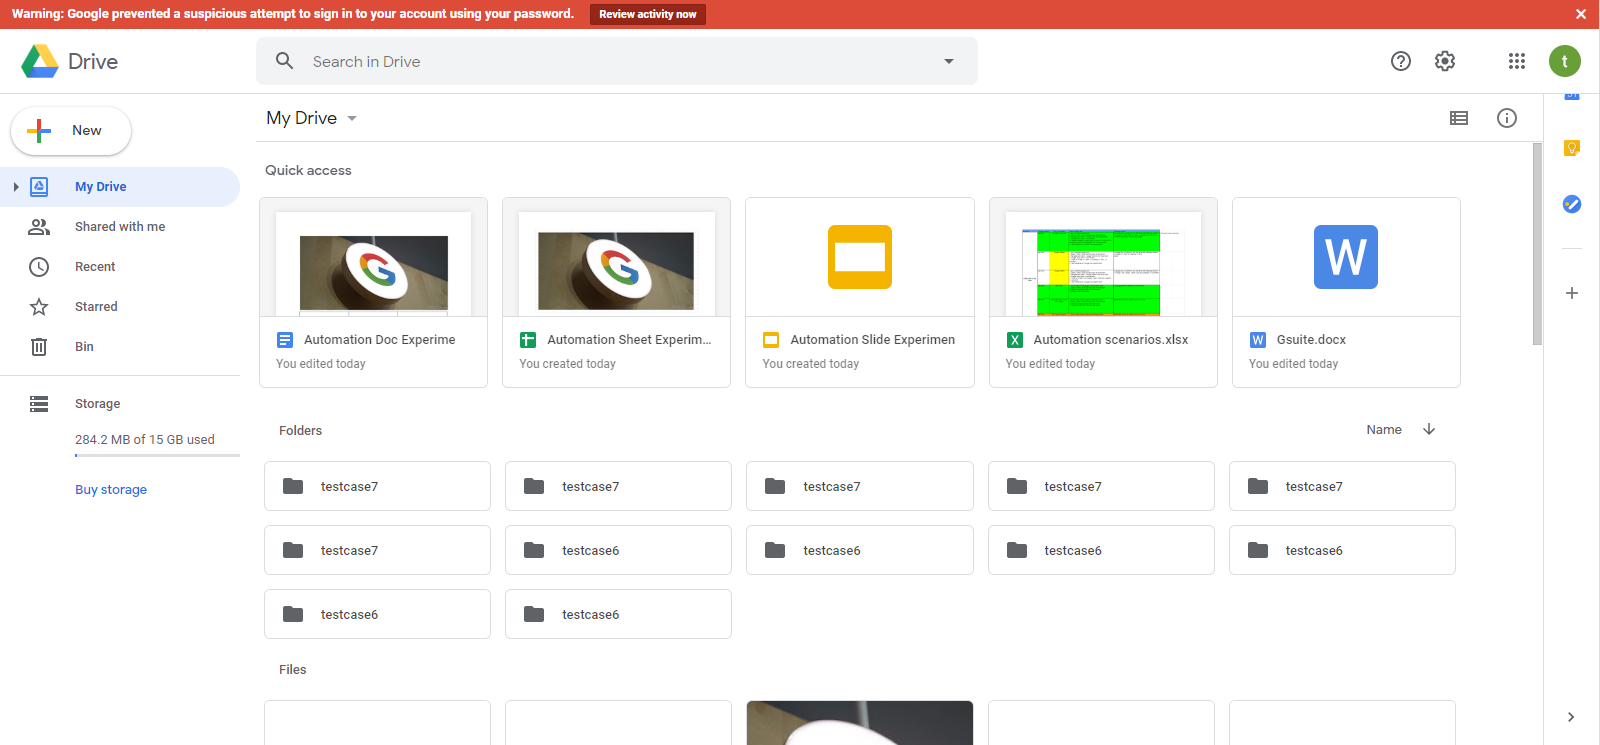 Warning: Google prevented a suspicious attempt to sign in to your account using your password. Review activity now
Drive
Search in Drive
t
New
My Drive
Shared with me
Recent
Starred
Bin
Storage
284.2 MB of 15 GB used
Buy storage
My Drive
Quick access
Automation Doc Experime
You edited today
Automation Sheet Experim...
You created today
Automation Slide Experimen
You created today
Automation scenarios.xlsx
You edited today
W
Gsuite.docx
You edited today
Folders
Name
testcase7 testcase7 testcase7 testcase7 testcase7
testcase7 testcase6 testcase6 testcase6 testcase6
testcase6 testcase6
Files